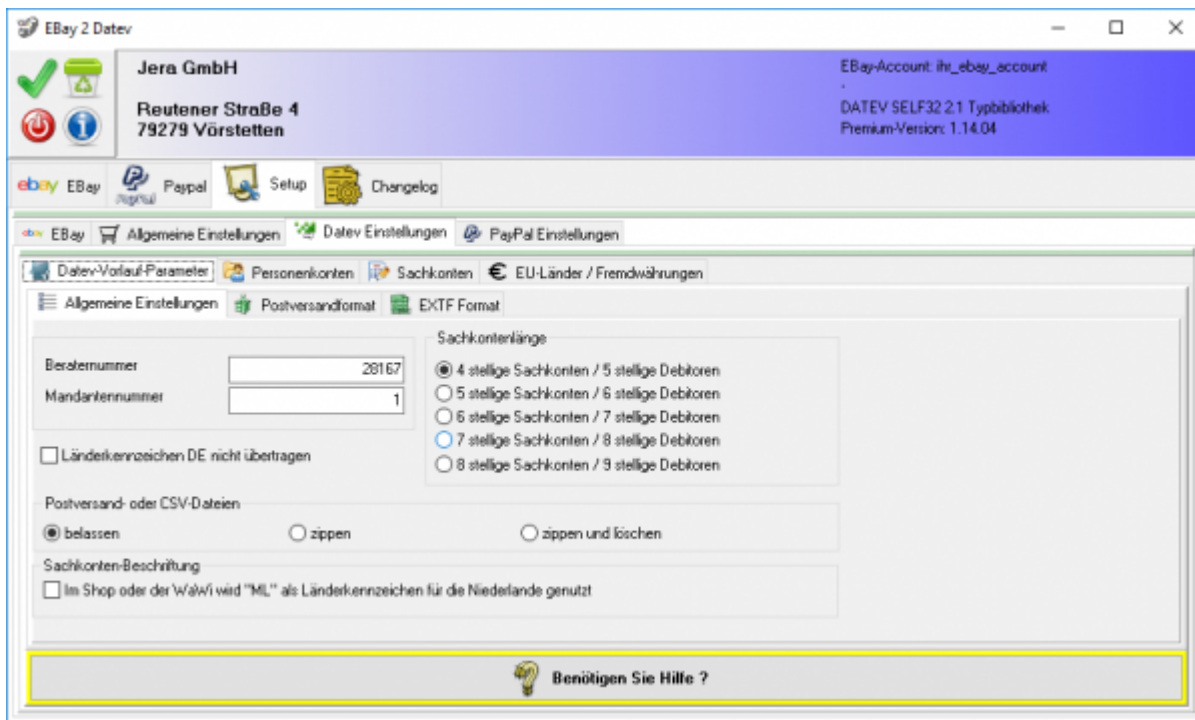 EBay 2 Datev
Jera GmbH
Reutener Straße 4
79279 Vörstetten
EBay-Account: ihr_ebay_account
-
DATEV SELF32 2.1 Typbibliothek
Premium-Version: 1.14.04
ebay EBay
PayPal Paypal
Setup
Changelog
ebay EBay
Allgemeine Einstellungen
Datev Einstellungen
PayPal Einstellungen
Datev-Vorlauf-Parameter
Personenkonten
Sachkonten
€ EU-Länder / Fremdwährungen
Allgemeine Einstellungen
Postversandformat
EXTF Format
Beraternummer 28167
Mandantennummer 1
Länderkennzeichen DE nicht übertragen
Sachkontenlänge
4 stellige Sachkonten / 5 stellige Debitoren
5 stellige Sachkonten / 6 stellige Debitoren
6 stellige Sachkonten / 7 stellige Debitoren
7 stellige Sachkonten / 8 stellige Debitoren
8 stellige Sachkonten / 9 stellige Debitoren
Postversand- oder CSV-Dateien
belassen
zippen
zippen und löschen
Sachkonten-Beschriftung
Im Shop oder der WaWi wird "ML" als Länderkennzeichen für die Niederlande genutzt
Benötigen Sie Hilfe ?